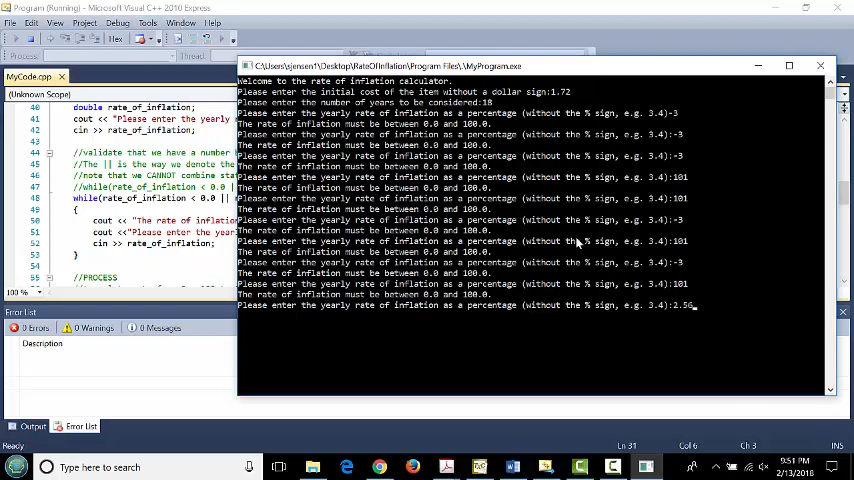 Program (Running) - Microsoft Visual C++ 2010 Express
File Edit View Project Debug Tools Window Help
Hex
Process: Thread:
MyCode.cpp
(Unknown Scope)
40 double rate_of_inflation;
41 cout << "Please enter the yearly
42 cin >> rate_of_inflation;
43
44 //validate that we have a number b
45 //The || is the way we denote the
46 //note that we CANNOT combine stat
47 //while(rate_of_inflation < 0.0 |
48 while(rate_of_inflation < 0.0 ||
49 {
50 cout << "The rate of inflation
51 cout << "Please enter the year
52 cin >> rate_of_inflation;
53 }
54
55 //PROCESS
100 %
C:\Users\sjensen1\Desktop\RateOfInflation\Program Files\.\MyProgram.exe
Welcome to the rate of inflation calculator.
Please enter the initial cost of the item without a dollar sign:1.72
Please enter the number of years to be considered:18
Please enter the yearly rate of inflation as a percentage (without the % sign, e.g. 3.4):-3
The rate of inflation must be between 0.0 and 100.0.
Please enter the yearly rate of inflation as a percentage (without the % sign, e.g. 3.4):-3
The rate of inflation must be between 0.0 and 100.0.
Please enter the yearly rate of inflation as a percentage (without the % sign, e.g. 3.4):-3
The rate of inflation must be between 0.0 and 100.0.
Please enter the yearly rate of inflation as a percentage (without the % sign, e.g. 3.4):101
The rate of inflation must be between 0.0 and 100.0.
Please enter the yearly rate of inflation as a percentage (without the % sign, e.g. 3.4):101
The rate of inflation must be between 0.0 and 100.0.
Please enter the yearly rate of inflation as a percentage (without the % sign, e.g. 3.4):-3
The rate of inflation must be between 0.0 and 100.0.
Please enter the yearly rate of inflation as a percentage (without the % sign, e.g. 3.4):101
The rate of inflation must be between 0.0 and 100.0.
Please enter the yearly rate of inflation as a percentage (without the % sign, e.g. 3.4):-3
The rate of inflation must be between 0.0 and 100.0.
Please enter the yearly rate of inflation as a percentage (without the % sign, e.g. 3.4):101
The rate of inflation must be between 0.0 and 100.0.
Please enter the yearly rate of inflation as a percentage (without the % sign, e.g. 3.4):2.56_
Error List
0 Errors 0 Warnings 0 Messages
Description
Output Error List
Ready Ln 31 Col 6 Ch 3 INS
Type here to search
9:51 PM
2/13/2018